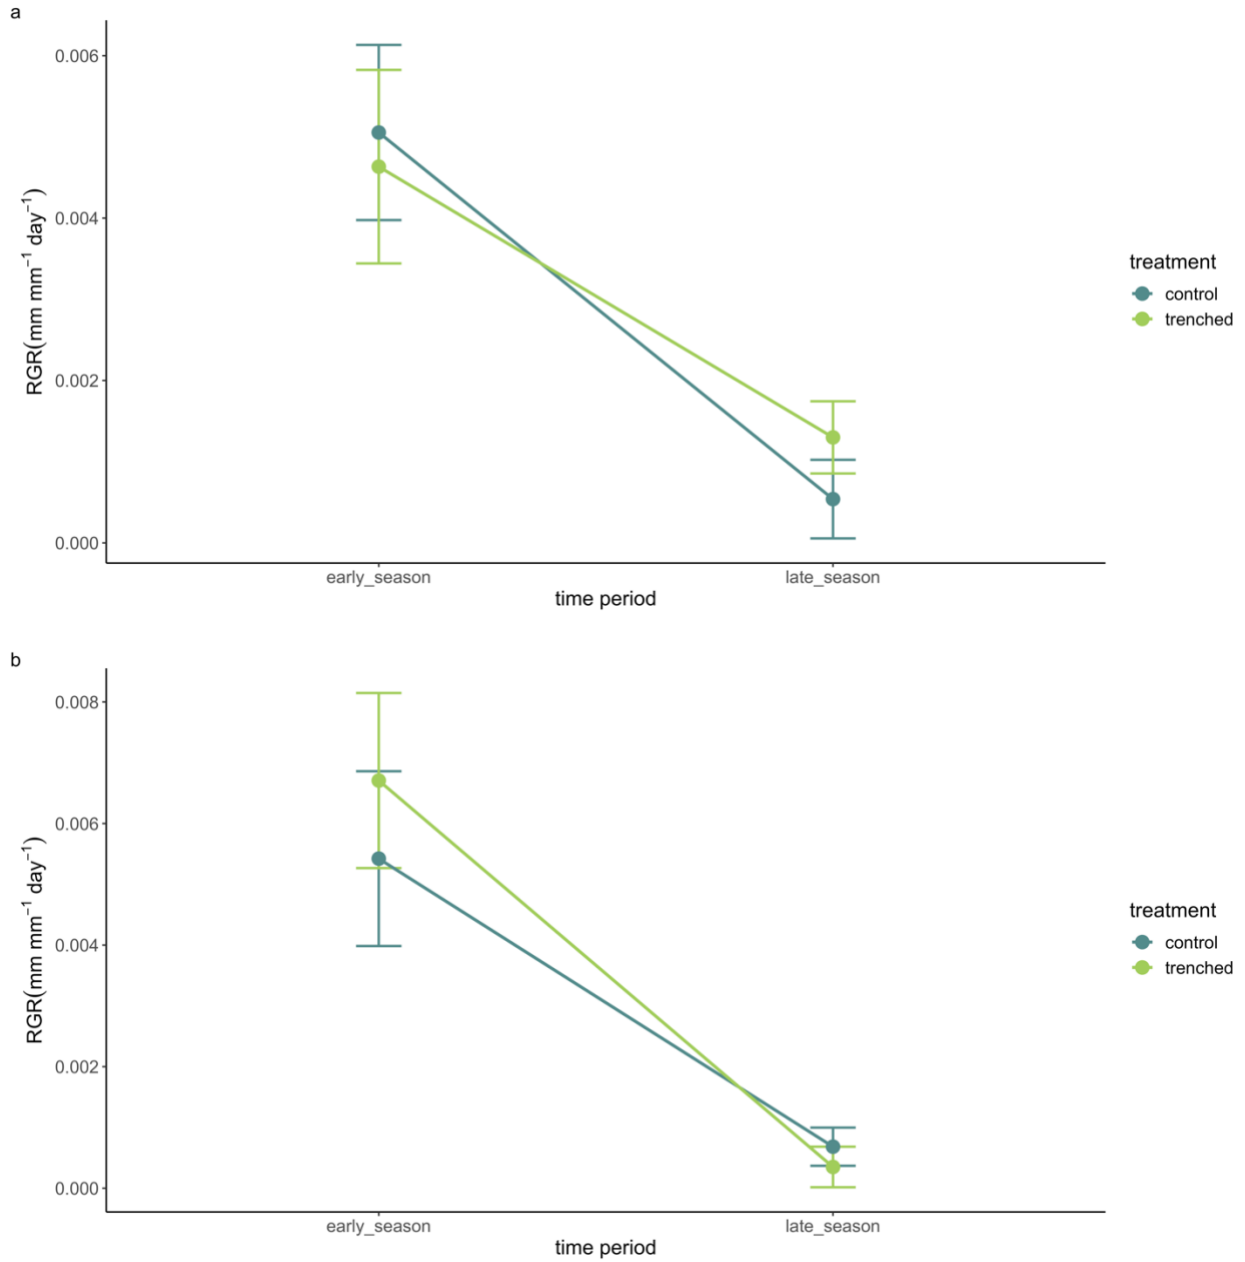 a
0.006
0.004
0.002
0.000
RGR(mm mm⁻¹ day⁻¹)
early_season
late_season
time period
treatment
control
trenched
b
0.008
0.006
0.004
0.002
0.000
RGR(mm mm⁻¹ day⁻¹)
early_season
late_season
time period
treatment
control
trenched